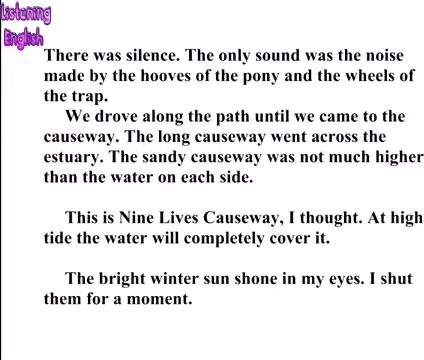 Listening
English
There was silence. The only sound was the noise
made by the hooves of the pony and the wheels of
the trap.
We drove along the path until we came to the
causeway. The long causeway went across the
estuary. The sandy causeway was not much higher
than the water on each side.
This is Nine Lives Causeway, I thought. At high
tide the water will completely cover it.
The bright winter sun shone in my eyes. I shut
them for a moment.